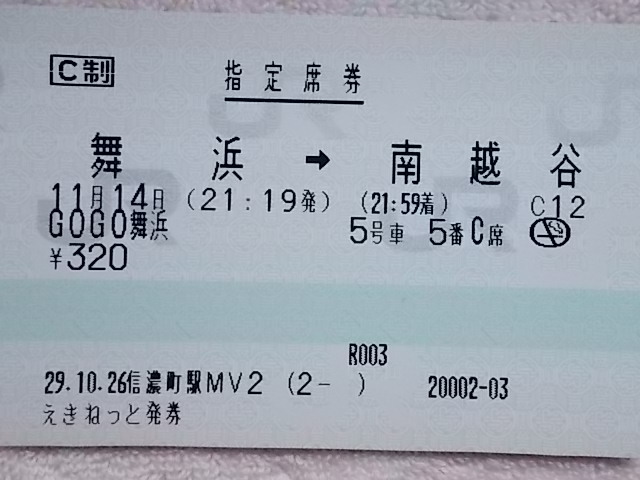 C制 指定席券
舞浜 ➡ 南越谷
11月14日 (21:19発) (21:59着) C12
GOGO舞浜 5号車 5番C席
¥320
R003
29.10.26信濃町駅MV2 (2- ) 20002-03
えきねっと発券